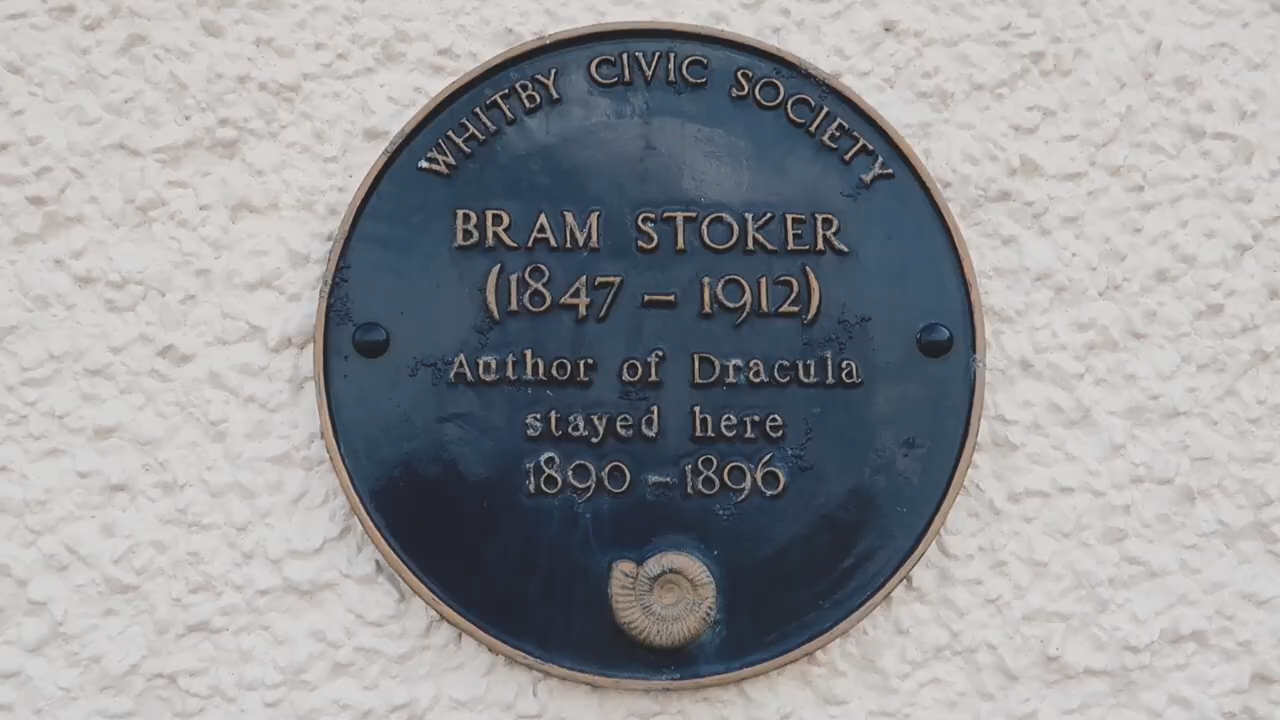 WHITBY CIVIC SOCIETY
BRAM STOKER
(1847 – 1912)
Author of Dracula
stayed here
1890 – 1896